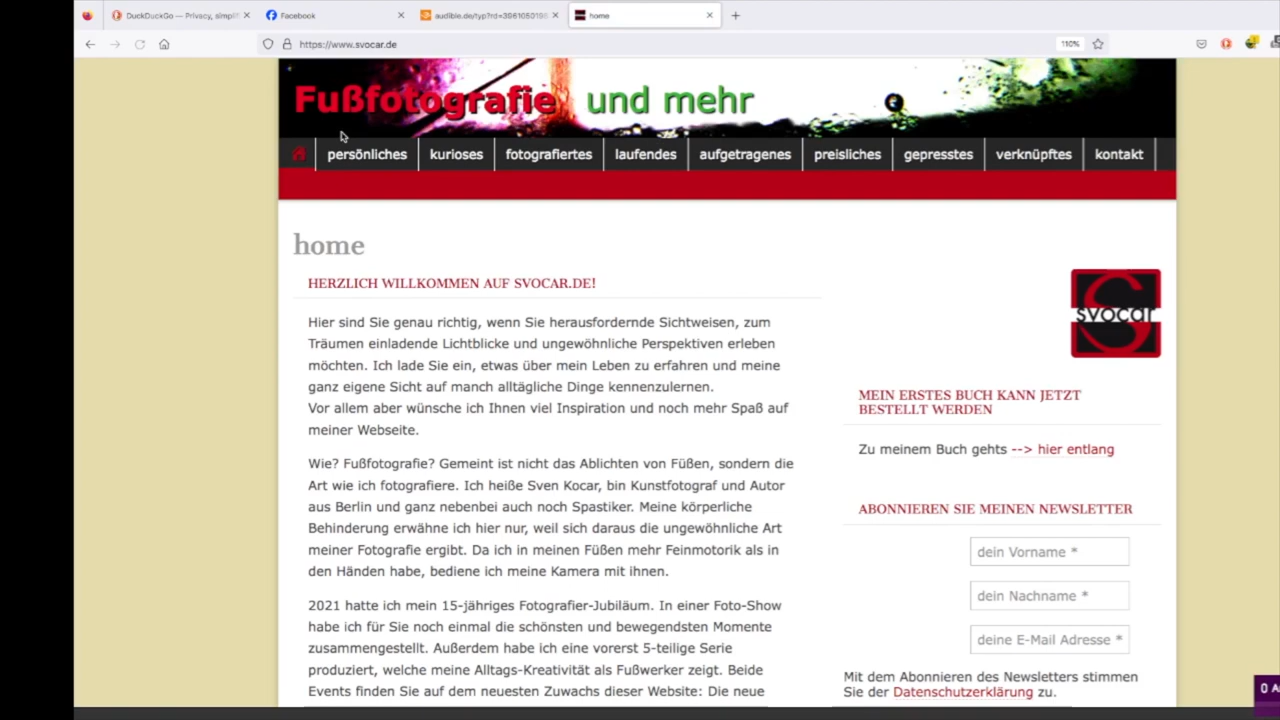 DuckDuckGo — Privacy, simplif
Facebook
home
https://www.svocar.de
110%
Fußfotografie und mehr
persönliches
kurioses
fotografiertes
laufendes
aufgetragenes
preisliches
gepresstes
verknüpftes
kontakt
home
HERZLICH WILLKOMMEN AUF SVOCAR.DE!
Hier sind Sie genau richtig, wenn Sie herausfordernde Sichtweisen, zum
Träumen einladende Lichtblicke und ungewöhnliche Perspektiven erleben
möchten. Ich lade Sie ein, etwas über mein Leben zu erfahren und meine
ganz eigene Sicht auf manch alltägliche Dinge kennenzulernen.
Vor allem aber wünsche ich Ihnen viel Inspiration und noch mehr Spaß auf
meiner Webseite.
Wie? Fußfotografie? Gemeint ist nicht das Ablichten von Füßen, sondern die
Art wie ich fotografiere. Ich heiße Sven Kocar, bin Kunstfotograf und Autor
aus Berlin und ganz nebenbei auch noch Spastiker. Meine körperliche
Behinderung erwähne ich hier nur, weil sich daraus die ungewöhnliche Art
meiner Fotografie ergibt. Da ich in meinen Füßen mehr Feinmotorik als in
den Händen habe, bediene ich meine Kamera mit ihnen.
2021 hatte ich mein 15-jähriges Fotografier-Jubiläum. In einer Foto-Show
habe ich für Sie noch einmal die schönsten und bewegendsten Momente
zusammengestellt. Außerdem habe ich eine vorerst 5-teilige Serie
produziert, welche meine Alltags-Kreativität als Fußwerker zeigt. Beide
Events finden Sie auf dem neuesten Zuwachs dieser Website: Die neue
svocar
MEIN ERSTES BUCH KANN JETZT
BESTELLT WERDEN
Zu meinem Buch gehts --> hier entlang
ABONNIEREN SIE MEINEN NEWSLETTER
dein Vorname *
dein Nachname *
deine E-Mail Adresse *
Mit dem Abonnieren des Newsletters stimmen
Sie der Datenschutzerklärung zu.
0 A